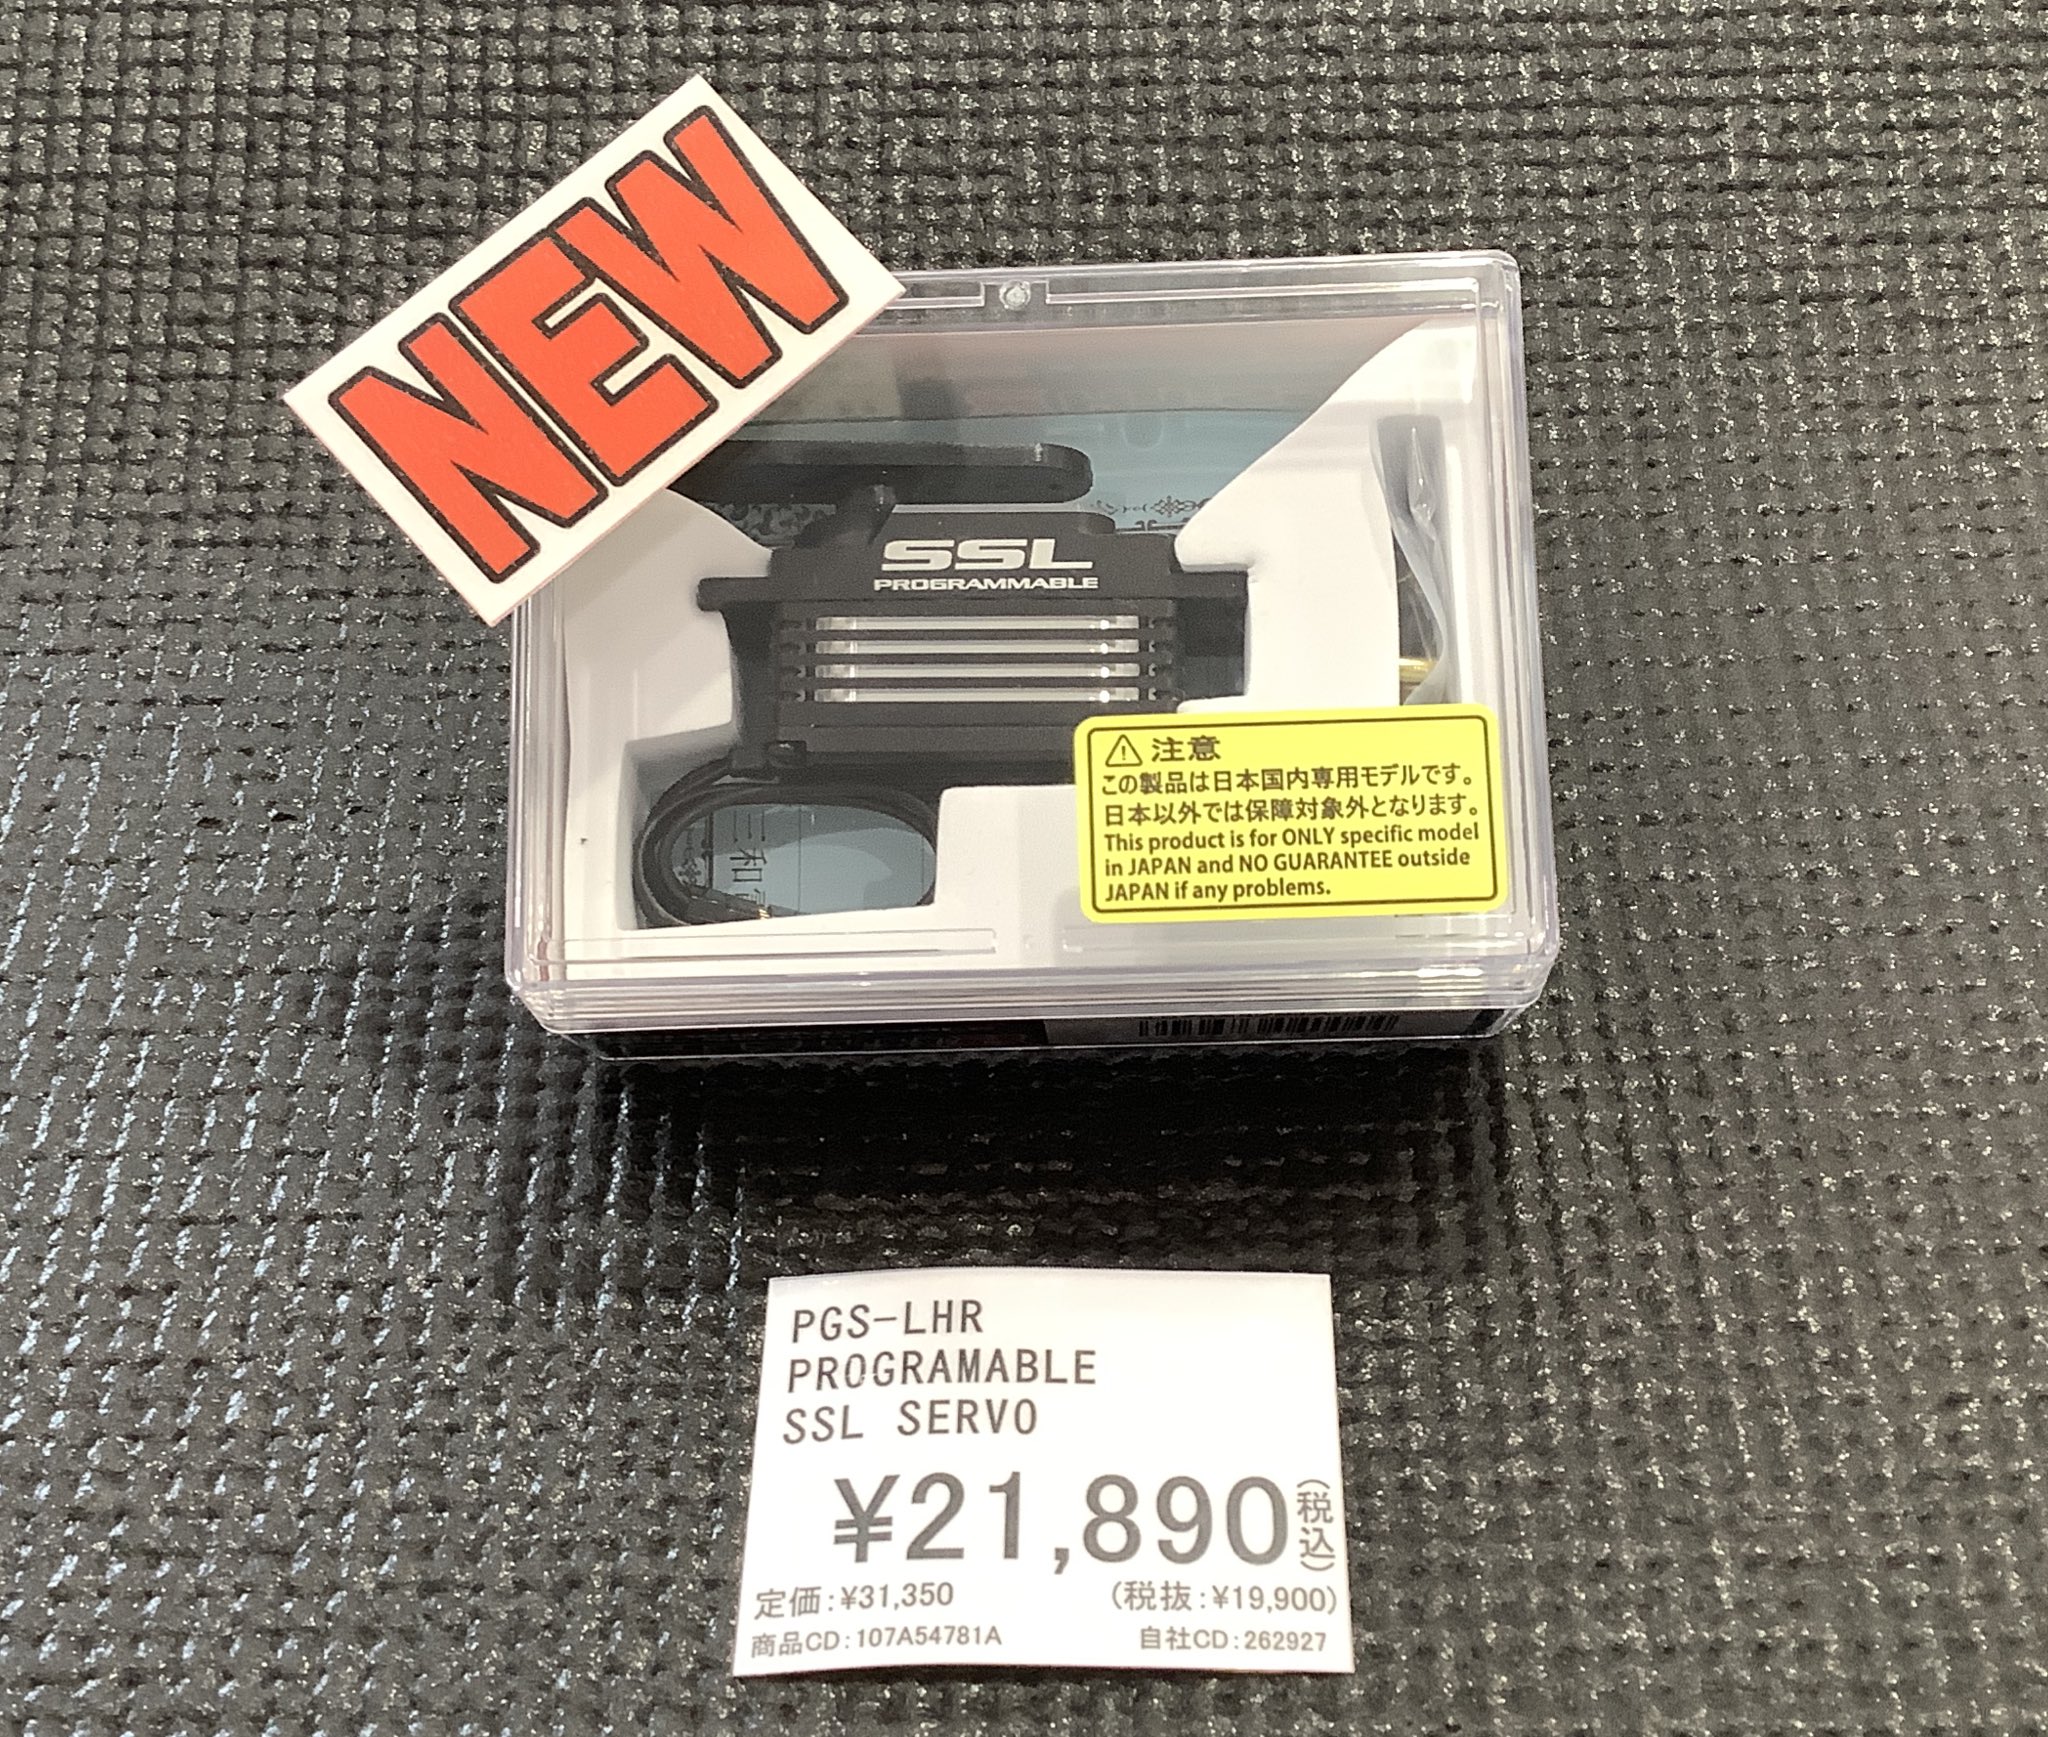 NEW
SSL
PROGRAMMABLE
注意
この製品は日本国内専用モデルです。
日本以外では保障対象外となります。
This product is for ONLY specific model
in JAPAN and NO GUARANTEE outside
JAPAN if any problems.
三和
PGS-LHR
PROGRAMABLE
SSL SERVO
¥21,890(税込)
定価:¥31,350 (税抜:¥19,900)
商品CD:107A54781A 自社CD:262927